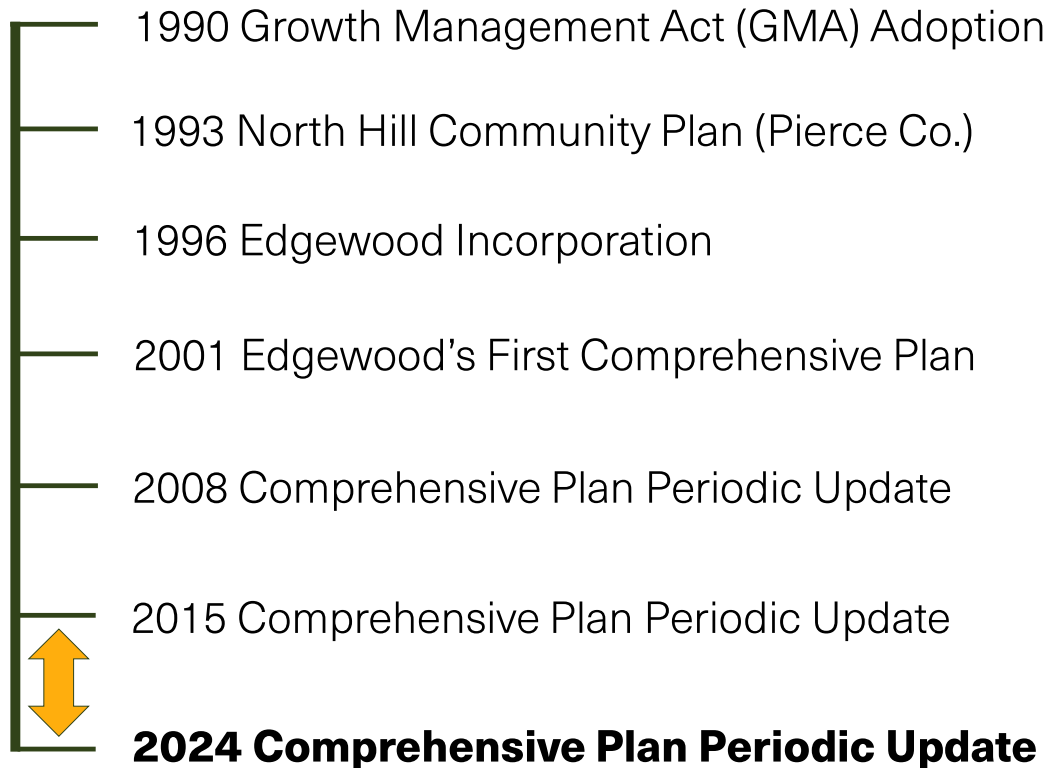 1990 Growth Management Act (GMA) Adoption
1993 North Hill Community Plan (Pierce Co.)
1996 Edgewood Incorporation
2001 Edgewood’s First Comprehensive Plan
2008 Comprehensive Plan Periodic Update
2015 Comprehensive Plan Periodic Update
2024 Comprehensive Plan Periodic Update